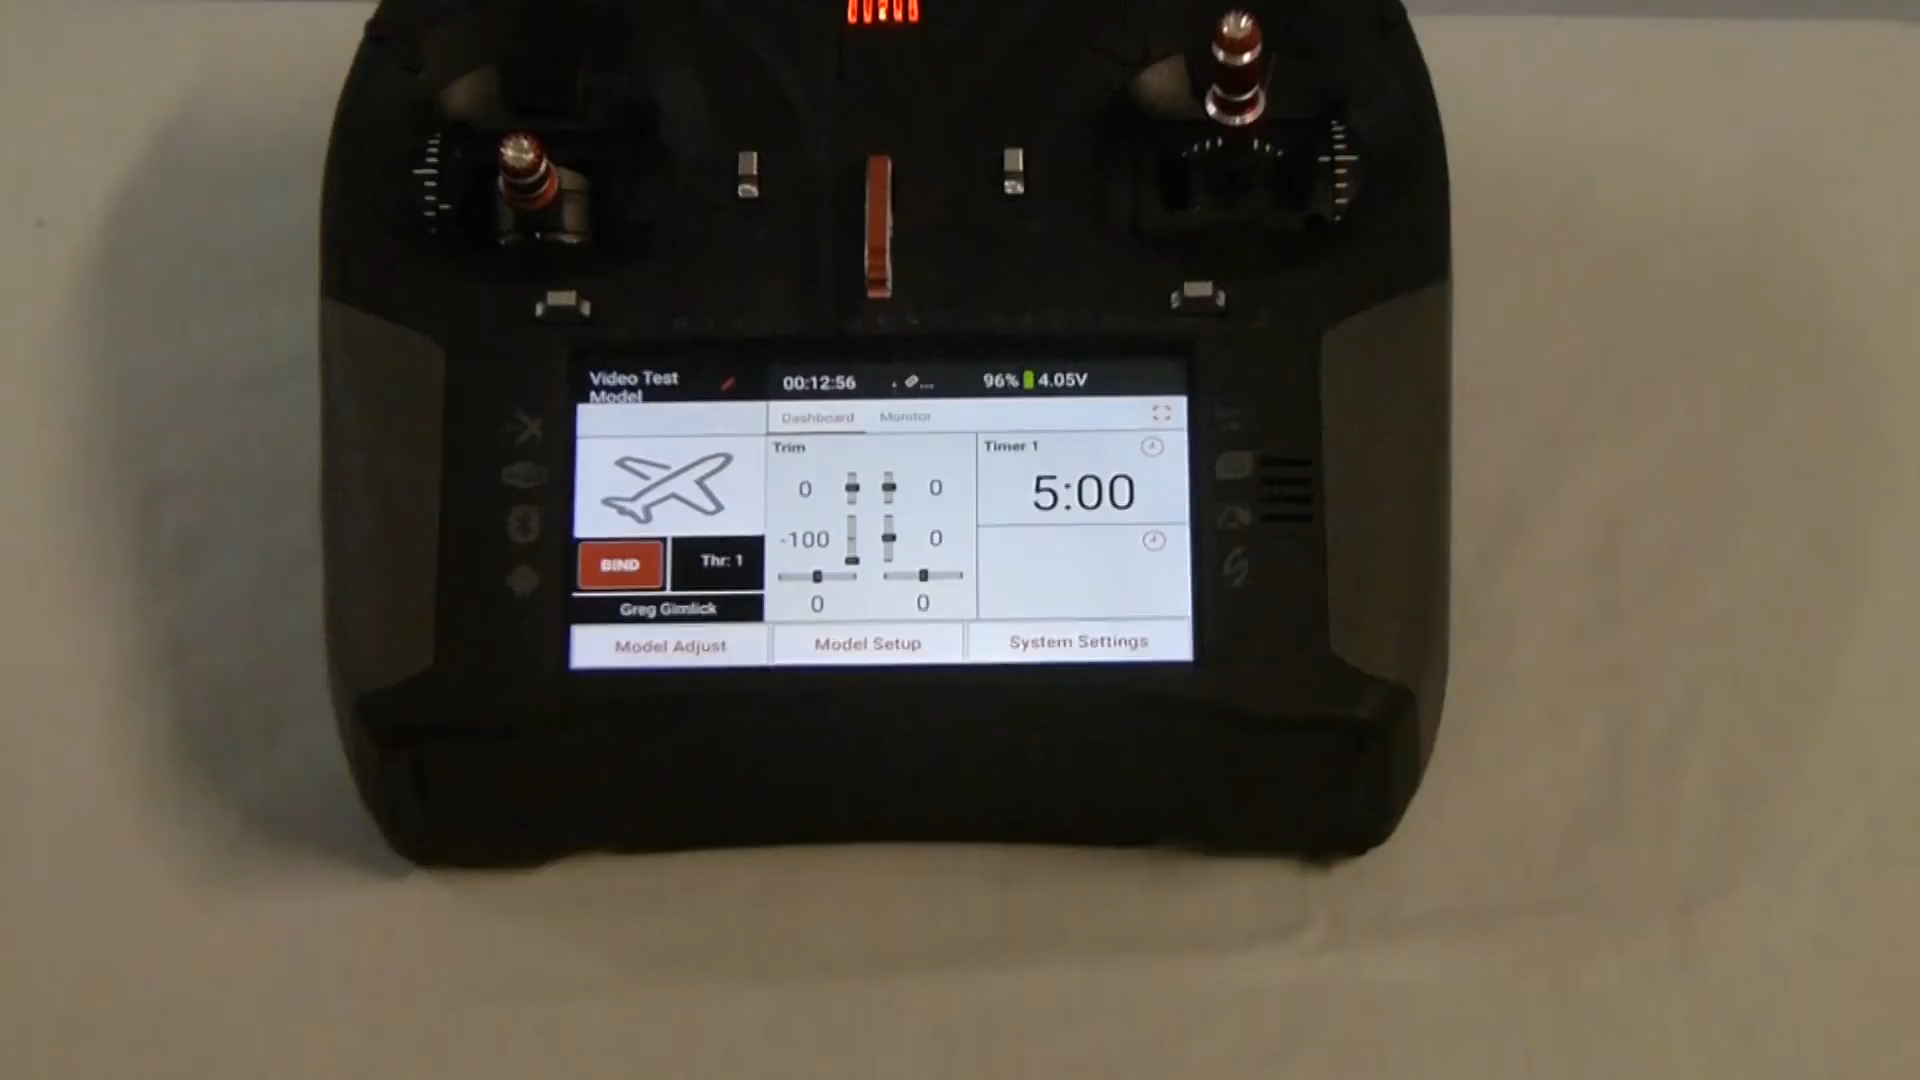 Video Test
Model
00:12:56
96% 4.05V
Dashboard Monitor
Trim
Timer 1
0 0
5:00
-100 0
BIND
Thr: 1
0 0
Greg Gimlick
Model Adjust
Model Setup
System Settings